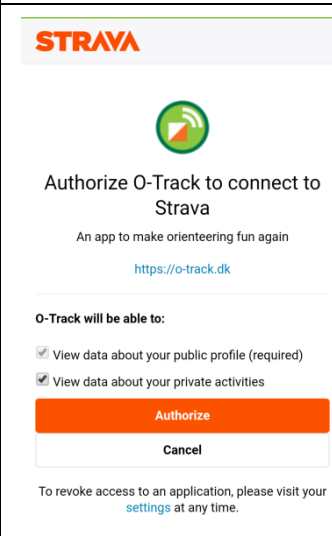 STRAVA
Authorize O-Track to connect to
Strava
An app to make orienteering fun again
https://o-track.dk
O-Track will be able to:
View data about your public profile (required)
View data about your private activities
Authorize
Cancel
To revoke access to an application, please visit your
settings at any time.